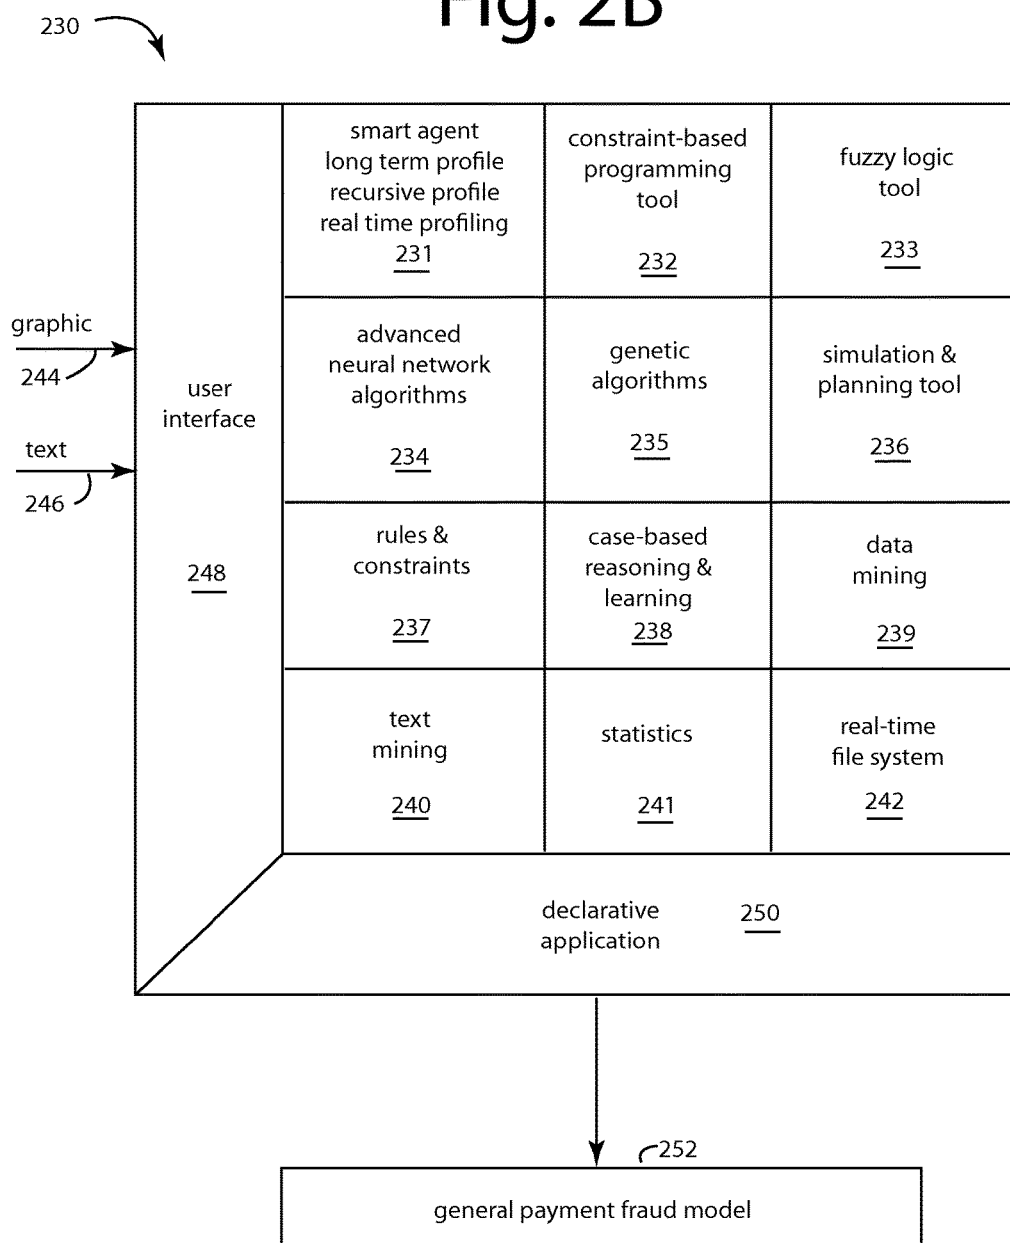 Fig. 2B
230
smart agent
long term profile
recursive profile
real time profiling
231
constraint-based
programming
tool
232
fuzzy logic
tool
233
graphic
244
text
246
user
interface
248
advanced
neural network
algorithms
234
genetic
algorithms
235
simulation &
planning tool
236
rules &
constraints
237
case-based
reasoning &
learning
238
data
mining
239
text
mining
240
statistics
241
real-time
file system
242
declarative
application
250
252
general payment fraud model